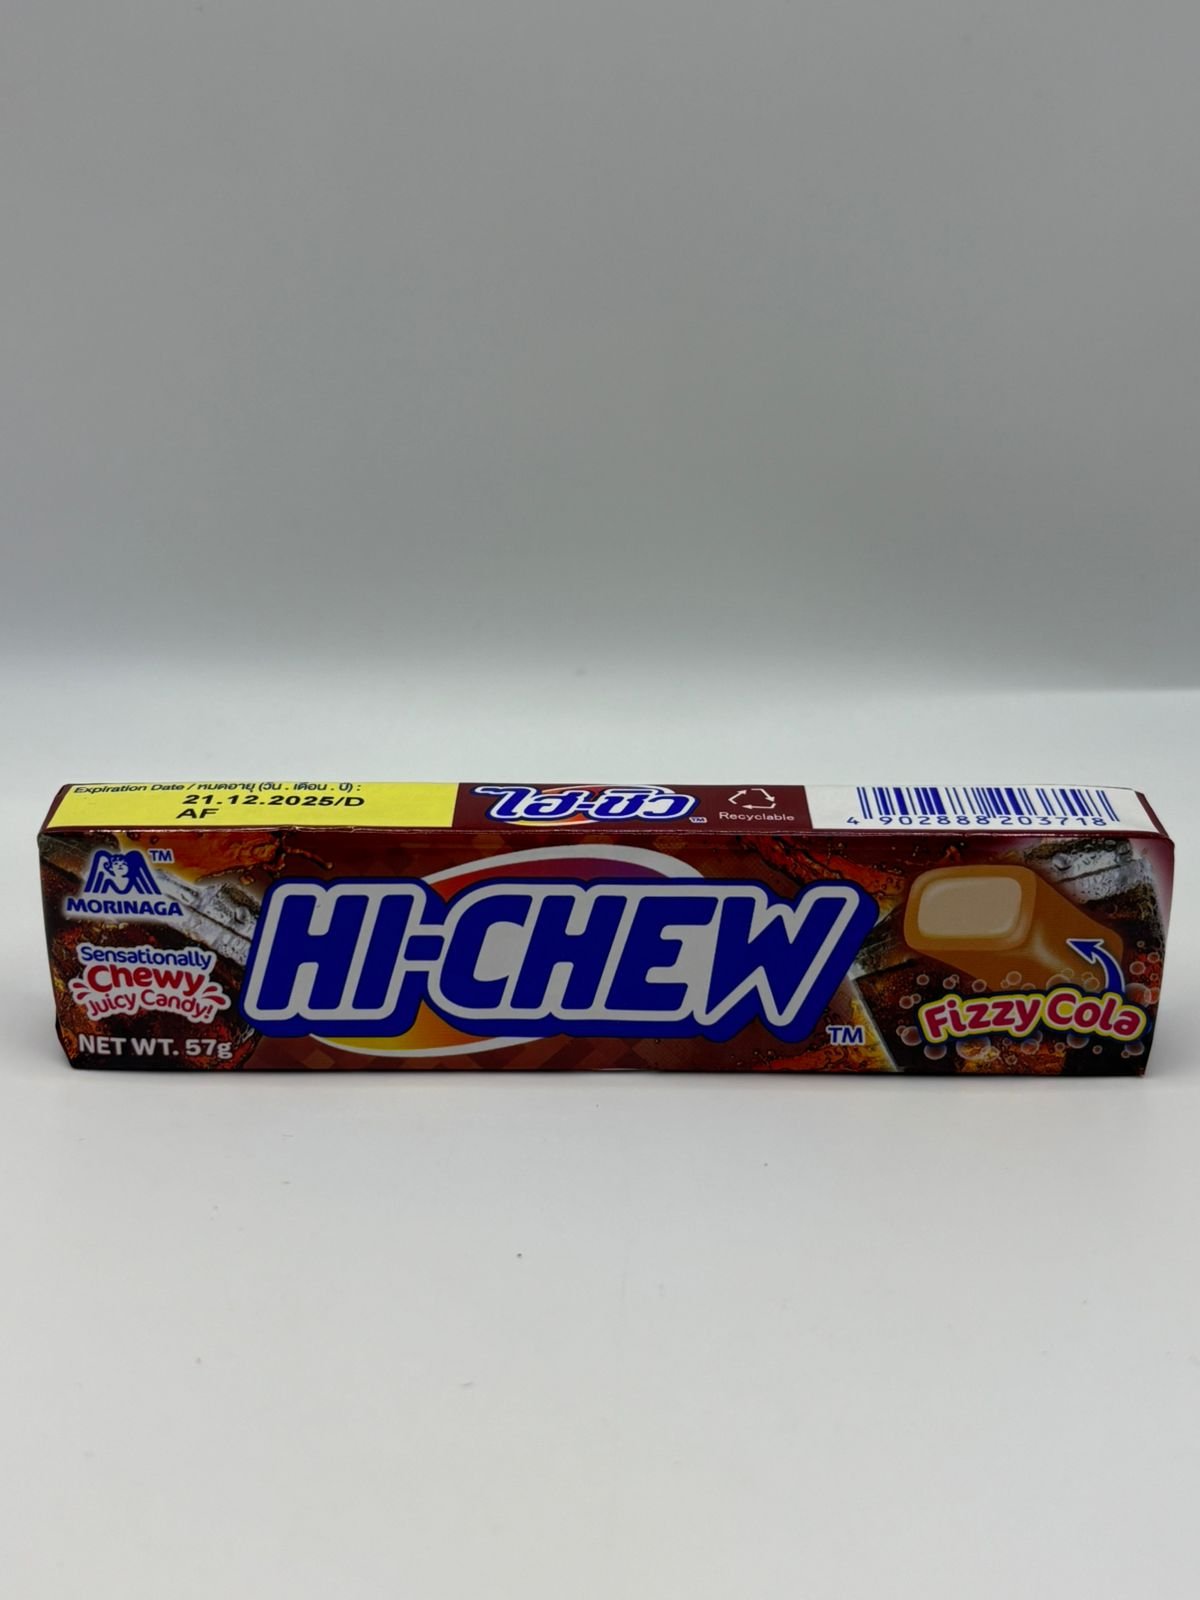 Expiration Date / หมดอายุ (วัน . เดือน . ปี) :
21.12.2025/D
AF
ไฮ-ชิว
TM
Recyclable
4 902888 203718
TM
MORINAGA
Sensationally
Chewy
Juicy Candy!
NET WT. 57g
HI-CHEW
TM
Fizzy Cola